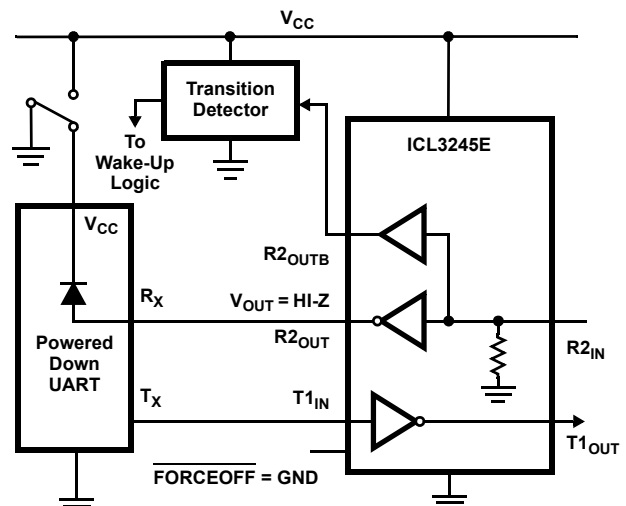 VCC
Transition
Detector
To
Wake-Up
Logic
ICL3245E
VCC
R2OUTB
RX
VOUT = HI-Z
R2OUT
R2IN
Powered
Down
UART
TX
T1IN
T1OUT
FORCEOFF = GND